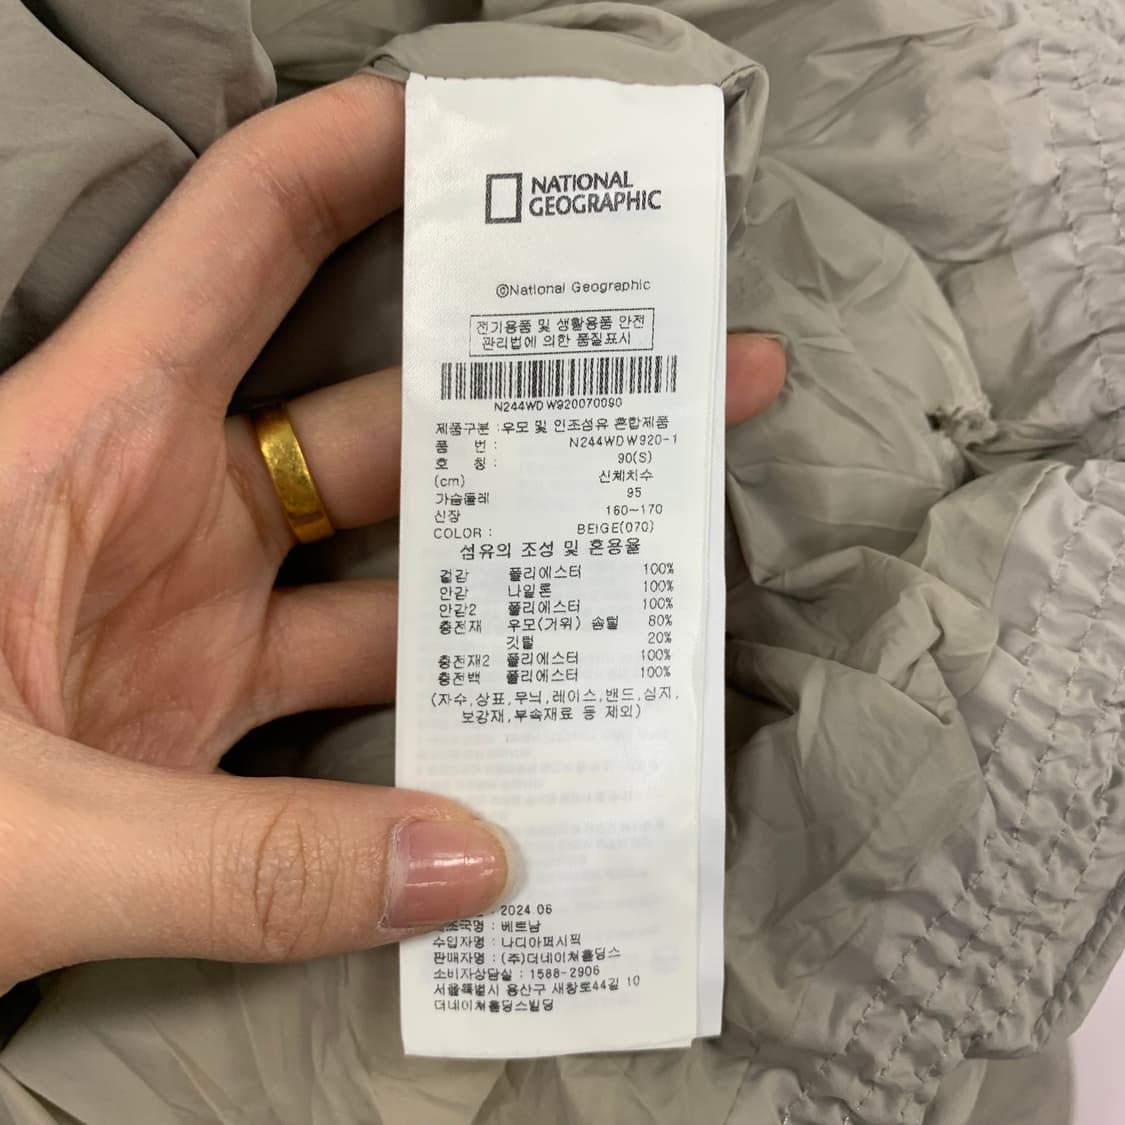 NATIONAL
GEOGRAPHIC
©National Geographic
전기용품 및 생활용품 안전
관리법에 의한 품질표시
N244WDW920070090
제품구분 : 우모 및 인조섬유 혼합제품
품 번 : N244WDW920-1
호 칭 : 90(S)
(cm) 신체치수
가슴둘레 95
신장 160~170
COLOR : BEIGE(070)
섬유의 조성 및 혼용율
겉감 폴리에스터 100%
안감 나일론 100%
안감2 폴리에스터 100%
충전재 우모(거위) 솜털 80%
깃털 20%
충전재2 폴리에스터 100%
충전백 폴리에스터 100%
(자수,상표,무늬,레이스,밴드,심지,
보강재,부속재료 등 제외)
: 2024.06
제조국명 : 베트남
수입자명 : 나디아퍼시픽
판매자명 : (주)더네이쳐홀딩스
소비자상담실 : 1588-2906
서울특별시 용산구 새창로44길 10
더네이쳐홀딩스빌딩